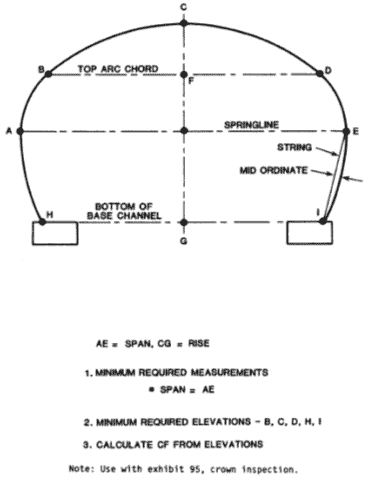 C
B
TOP ARC CHORD
D
F
A
SPRINGLINE
E
STRING
MID ORDINATE
BOTTOM OF
BASE CHANNEL
H
I
G
AE = SPAN, CG = RISE
1. MINIMUM REQUIRED MEASUREMENTS
* SPAN = AE
2. MINIMUM REQUIRED ELEVATIONS - B, C, D, H, I
3. CALCULATE CF FROM ELEVATIONS
Note: Use with exhibit 95, crown inspection.